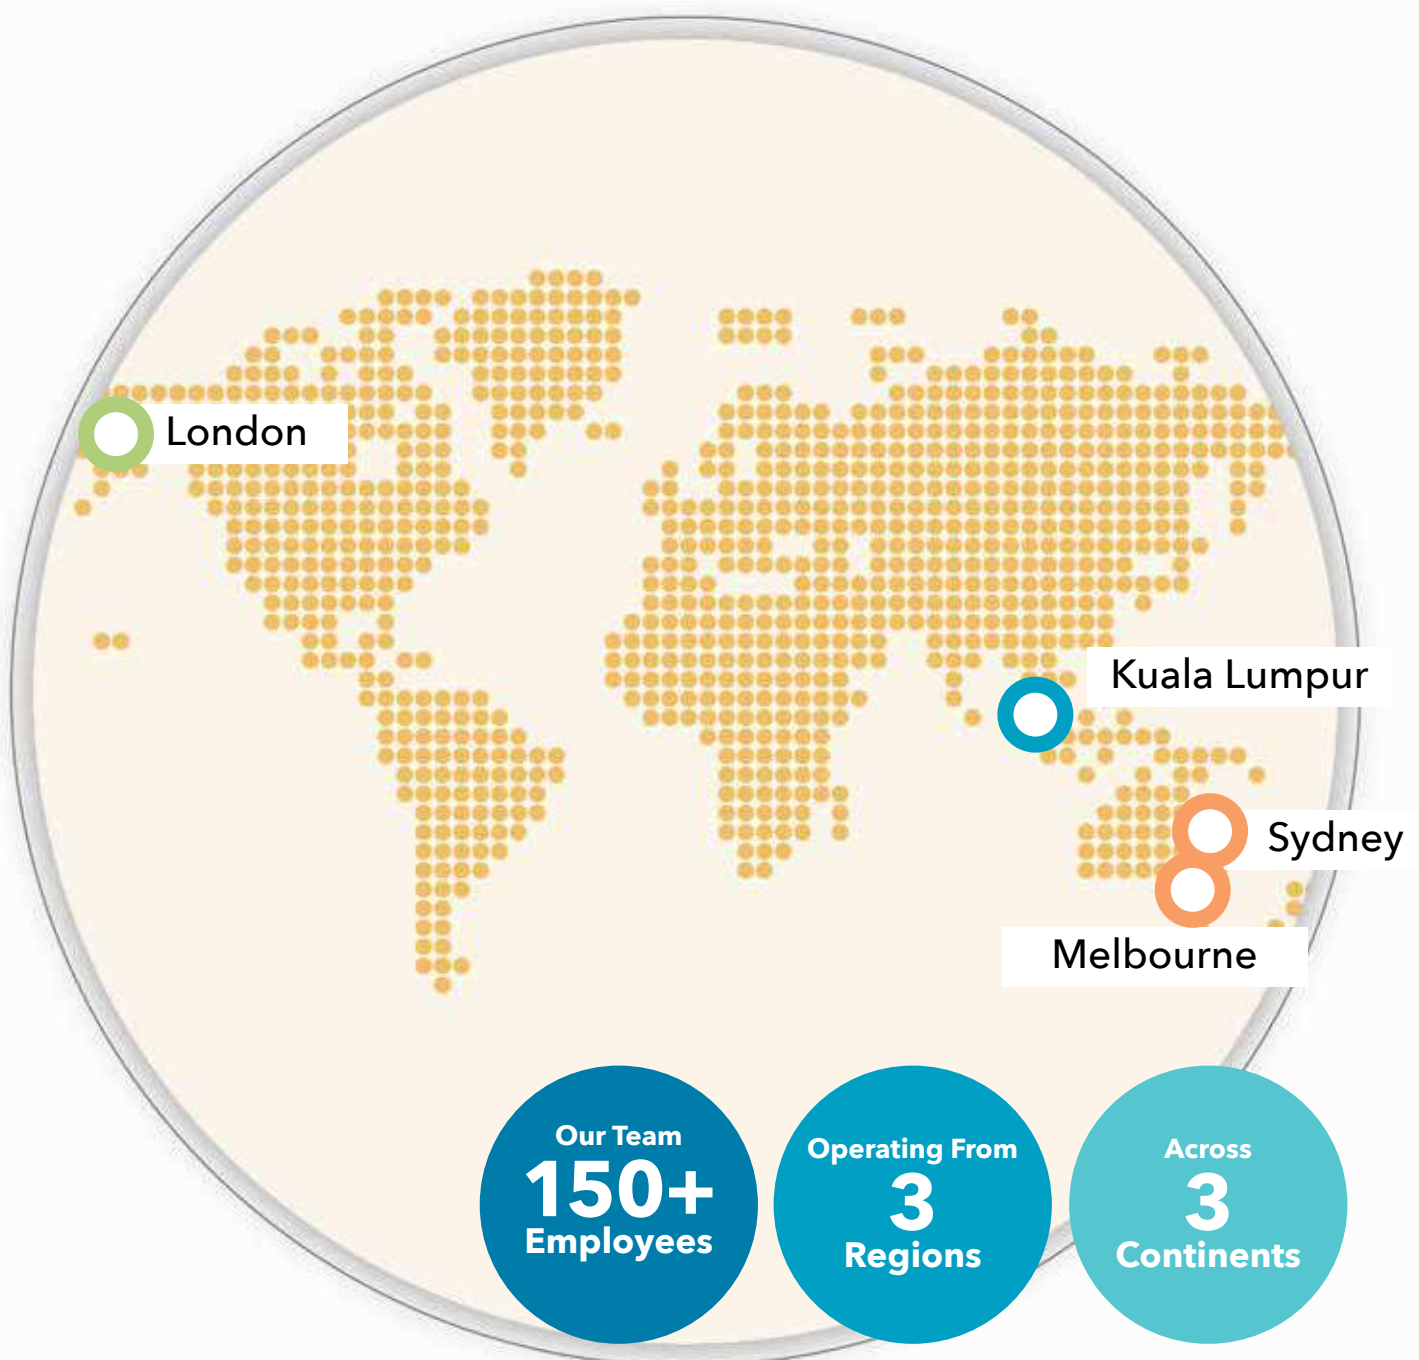 London
Kuala Lumpur
Sydney
Melbourne
Our Team
150+
Employees
Operating From
3
Regions
Across
3
Continents